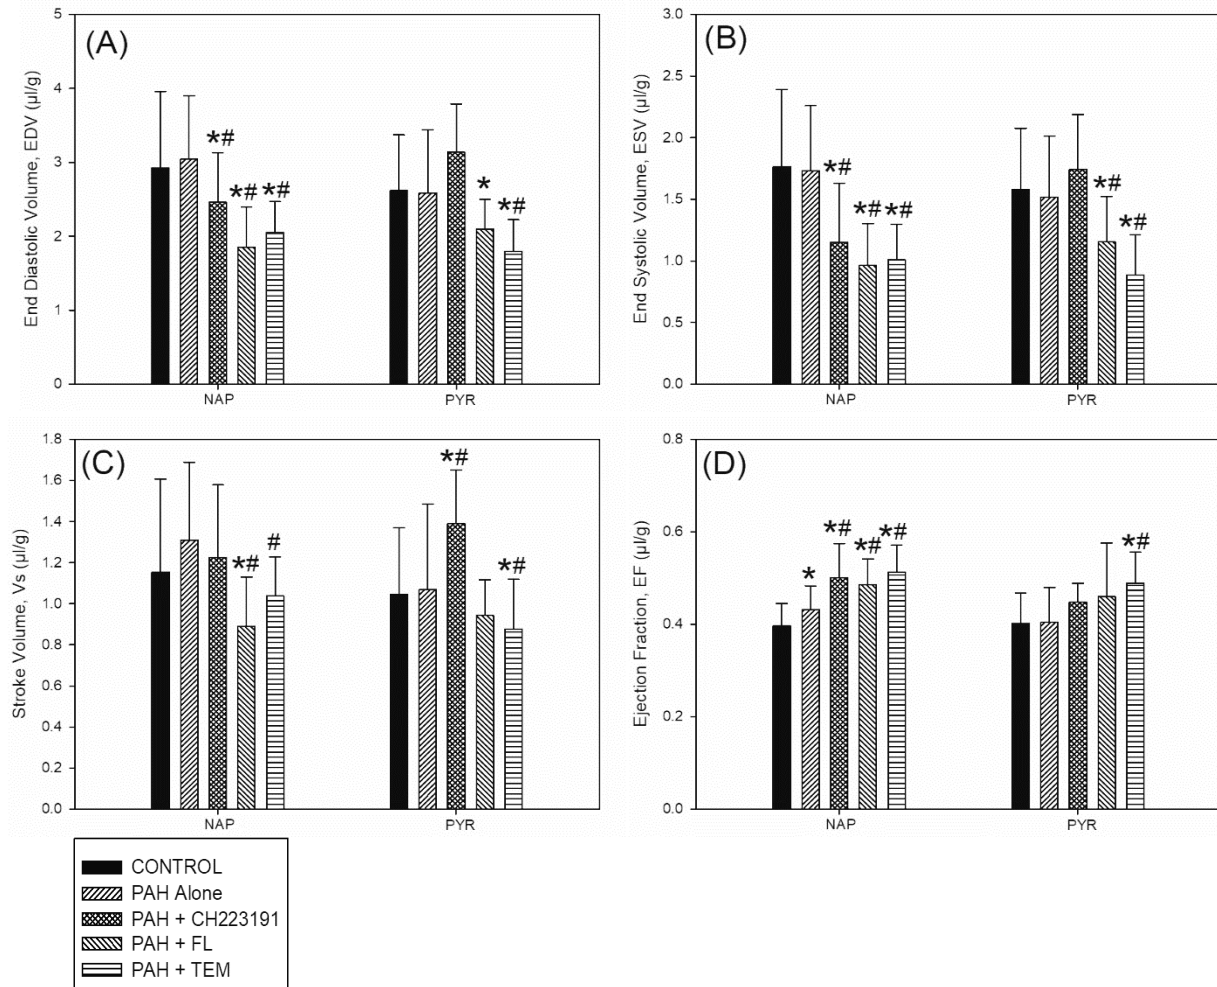 (A)
End Diastolic Volume, EDV (µl/g)
5
4
3
2
1
0
*#
*#
*#
*
*#
NAP PYR
(B)
End Systolic Volume, ESV (µl/g)
3.0
2.5
2.0
1.5
1.0
0.5
0.0
*#
*#
*#
*#
*#
NAP PYR
(C)
Stroke Volume, Vs (µl/g)
1.8
1.6
1.4
1.2
1.0
0.8
0.6
0.4
0.2
0.0
*#
#
*#
*#
NAP PYR
(D)
Ejection Fraction, EF (µl/g)
0.8
0.6
0.4
0.2
0.0
*
*#
*#
*#
*#
NAP PYR
CONTROL
PAH Alone
PAH + CH223191
PAH + FL
PAH + TEM